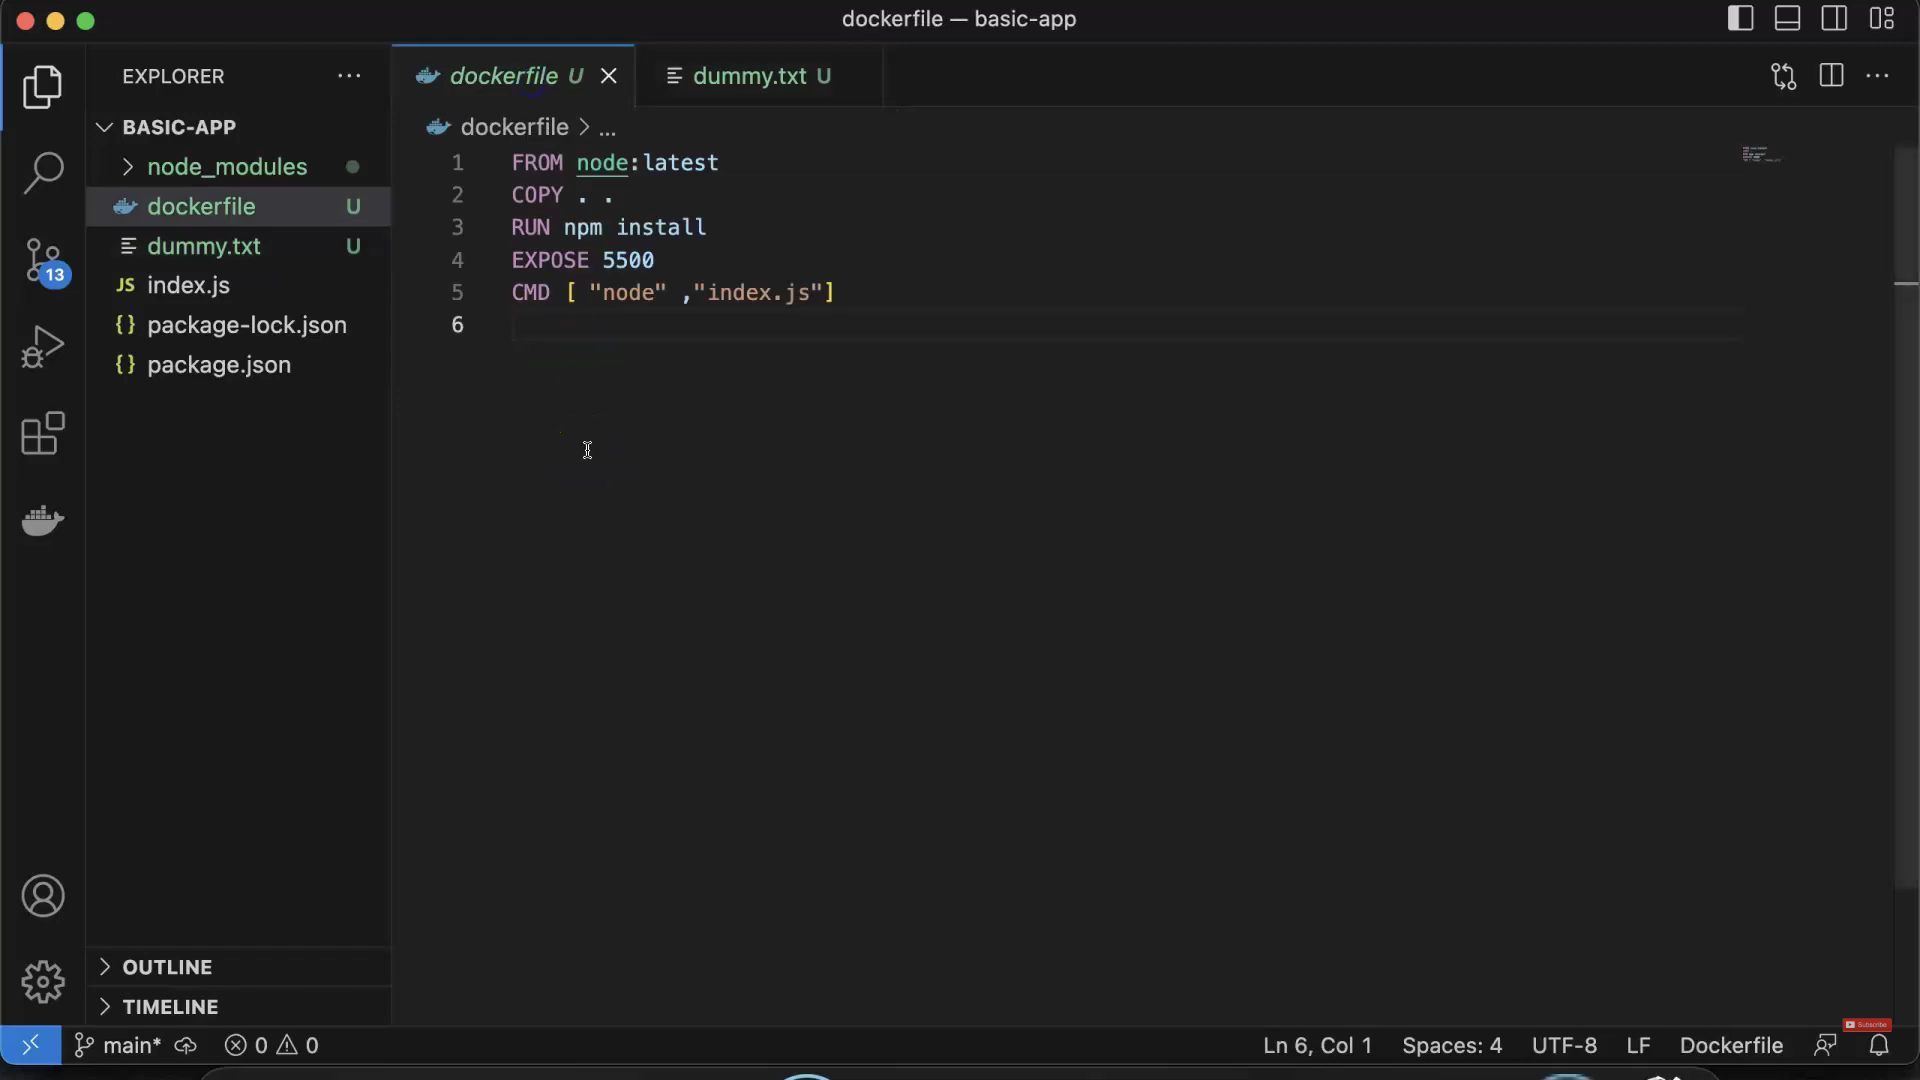 dockerfile — basic-app
EXPLORER
BASIC-APP
node_modules
dockerfile U
dummy.txt U
index.js
package-lock.json
package.json
13
OUTLINE
TIMELINE
dockerfile U
dummy.txt U
dockerfile > ...
1 FROM node:latest
2 COPY . .
3 RUN npm install
4 EXPOSE 5500
5 CMD [ "node" ,"index.js"]
6
Subscribe
main* 0 0 Ln 6, Col 1 Spaces: 4 UTF-8 LF Dockerfile